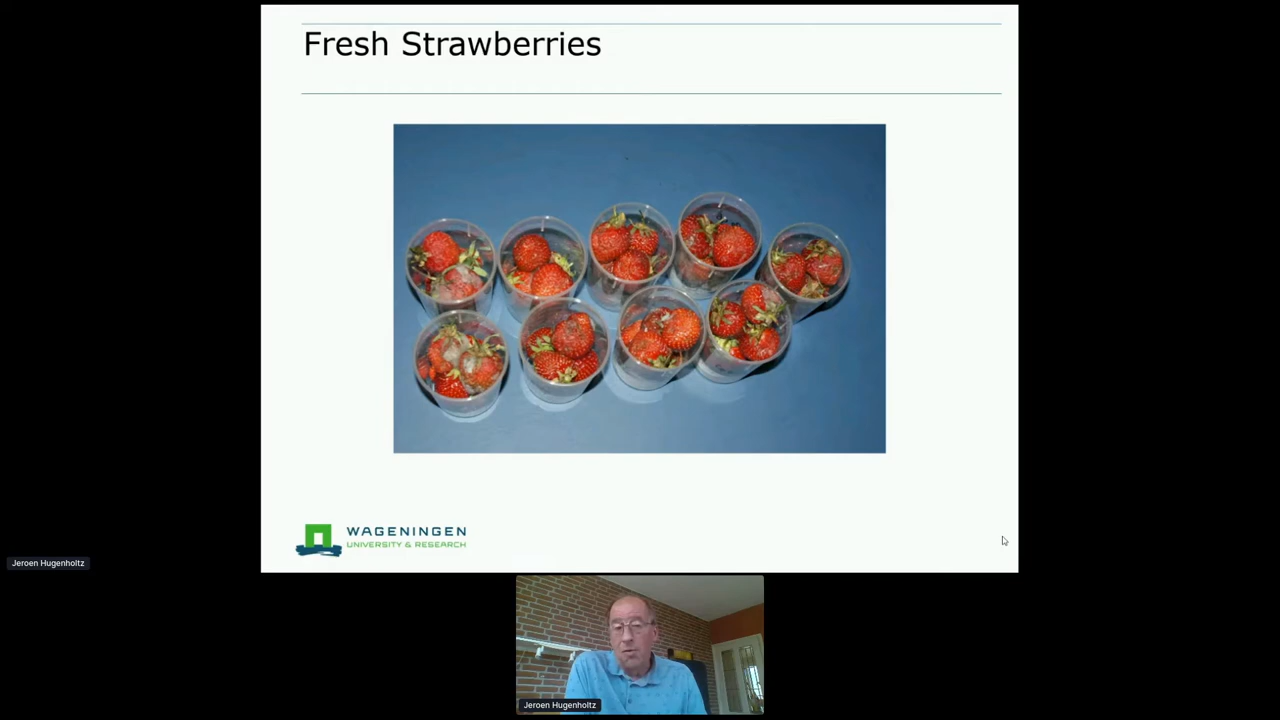 Fresh Strawberries
WAGENINGEN
UNIVERSITY & RESEARCH
Jeroen Hugenholtz
Jeroen Hugenholtz